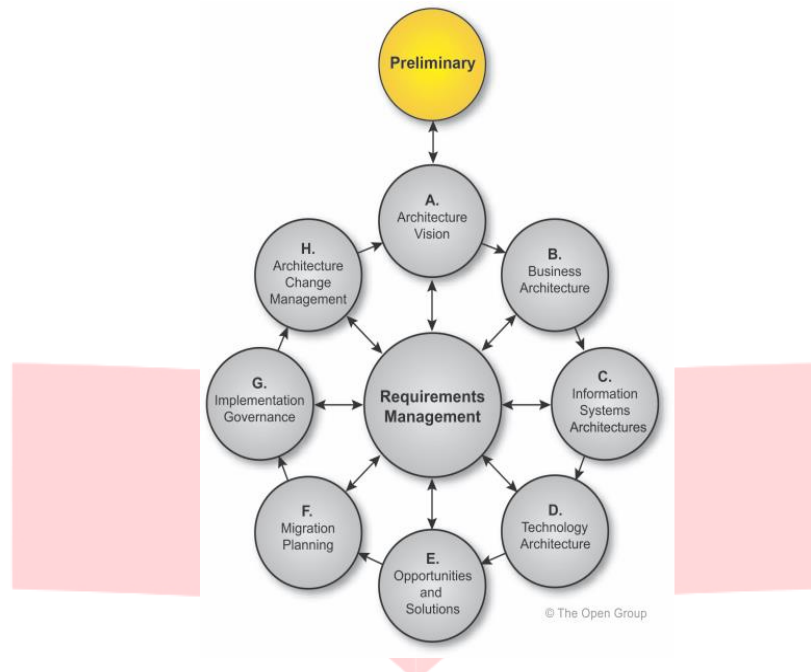 Preliminary
A.
Architecture
Vision
B.
Business
Architecture
C.
Information
Systems
Architectures
D.
Technology
Architecture
E.
Opportunities
and
Solutions
F.
Migration
Planning
G.
Implementation
Governance
H.
Architecture
Change
Management
Requirements
Management
© The Open Group